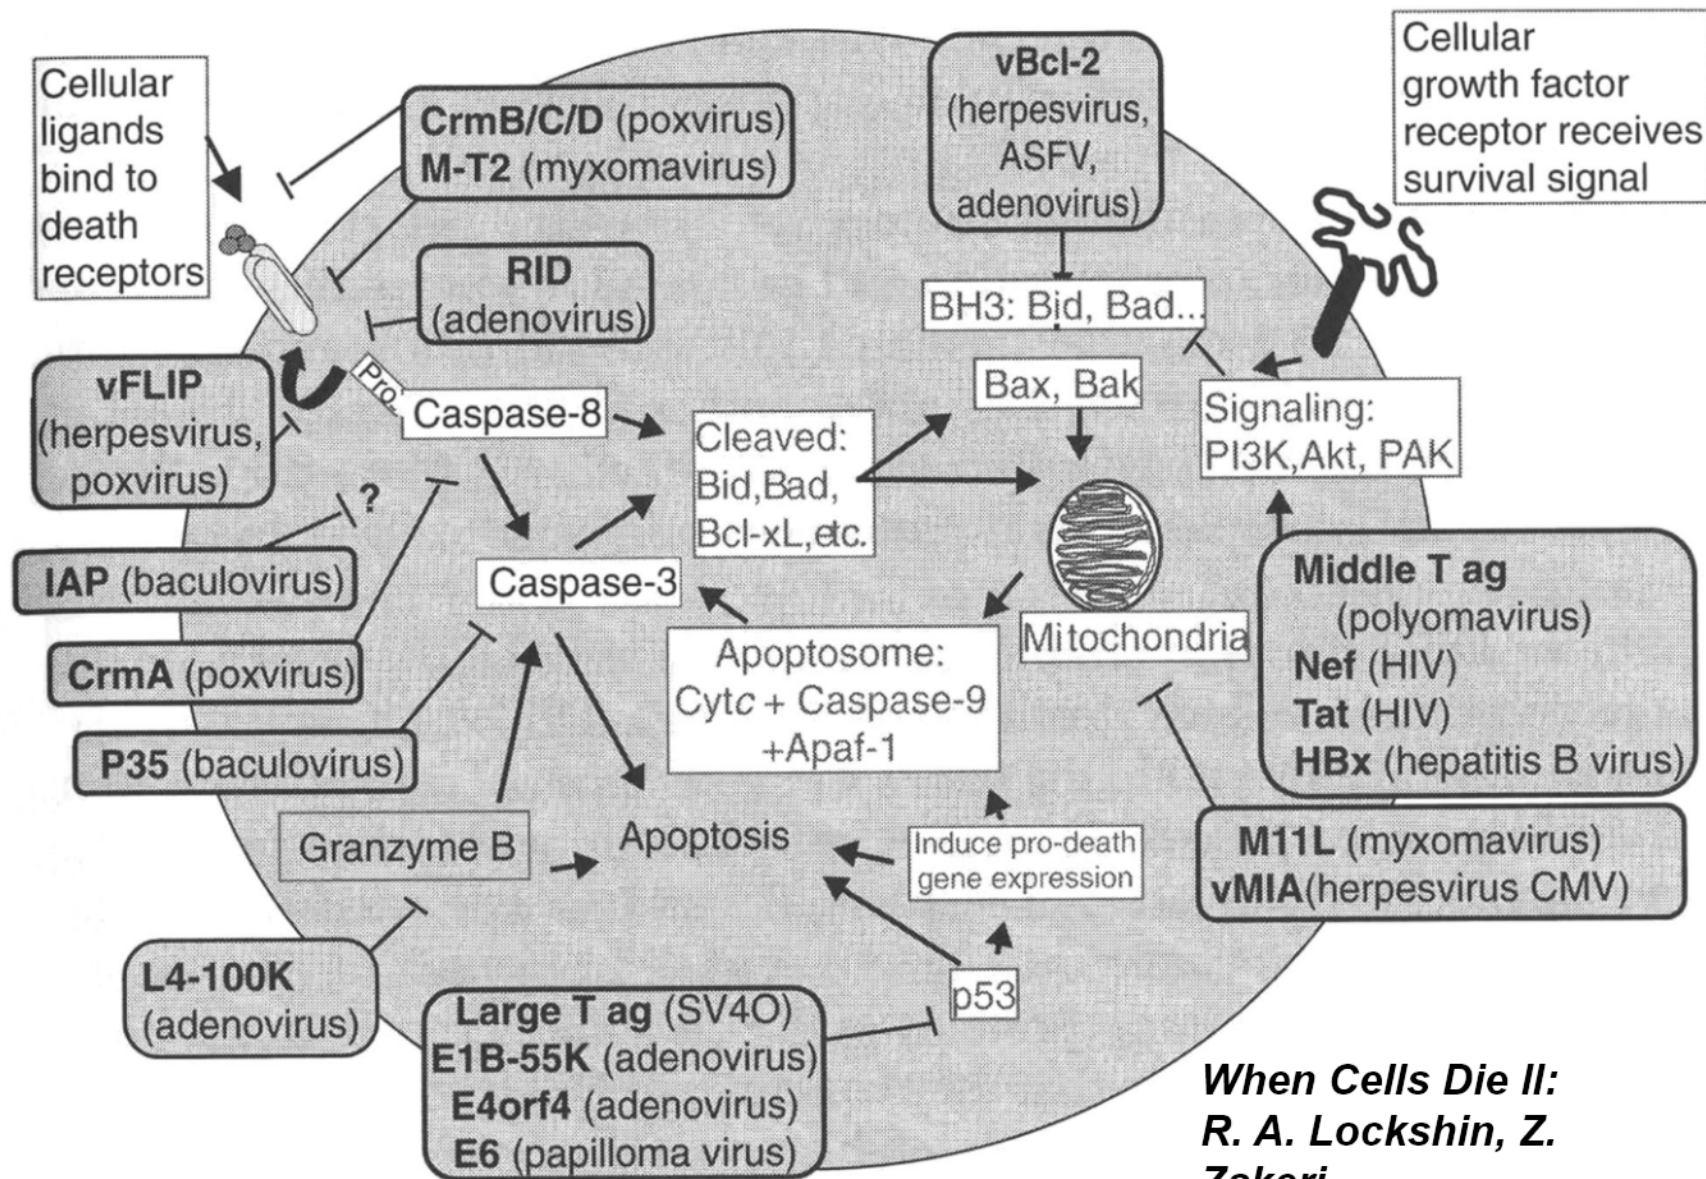 Cellular
ligands
bind to
death
receptors
CrmB/C/D (poxvirus)
M-T2 (myxomavirus)
RID
(adenovirus)
vBcl-2
(herpesvirus,
ASFV,
adenovirus)
Cellular
growth factor
receptor receives
survival signal
BH3: Bid, Bad...
Bax, Bak
Signaling:
PI3K,Akt, PAK
vFLIP
(herpesvirus,
poxvirus)
Pro-
Caspase-8
Cleaved:
Bid,Bad,
Bcl-xL,etc.
?
IAP (baculovirus)
Caspase-3
CrmA (poxvirus)
P35 (baculovirus)
Apoptosome:
Cytc + Caspase-9
+Apaf-1
Mitochondria
Middle T ag
(polyomavirus)
Nef (HIV)
Tat (HIV)
HBx (hepatitis B virus)
Granzyme B
Apoptosis
Induce pro-death
gene expression
M11L (myxomavirus)
vMIA(herpesvirus CMV)
L4-100K
(adenovirus)
p53
Large T ag (SV4O)
E1B-55K (adenovirus)
E4orf4 (adenovirus)
E6 (papilloma virus)
When Cells Die II:
R. A. Lockshin, Z.
Zakeri